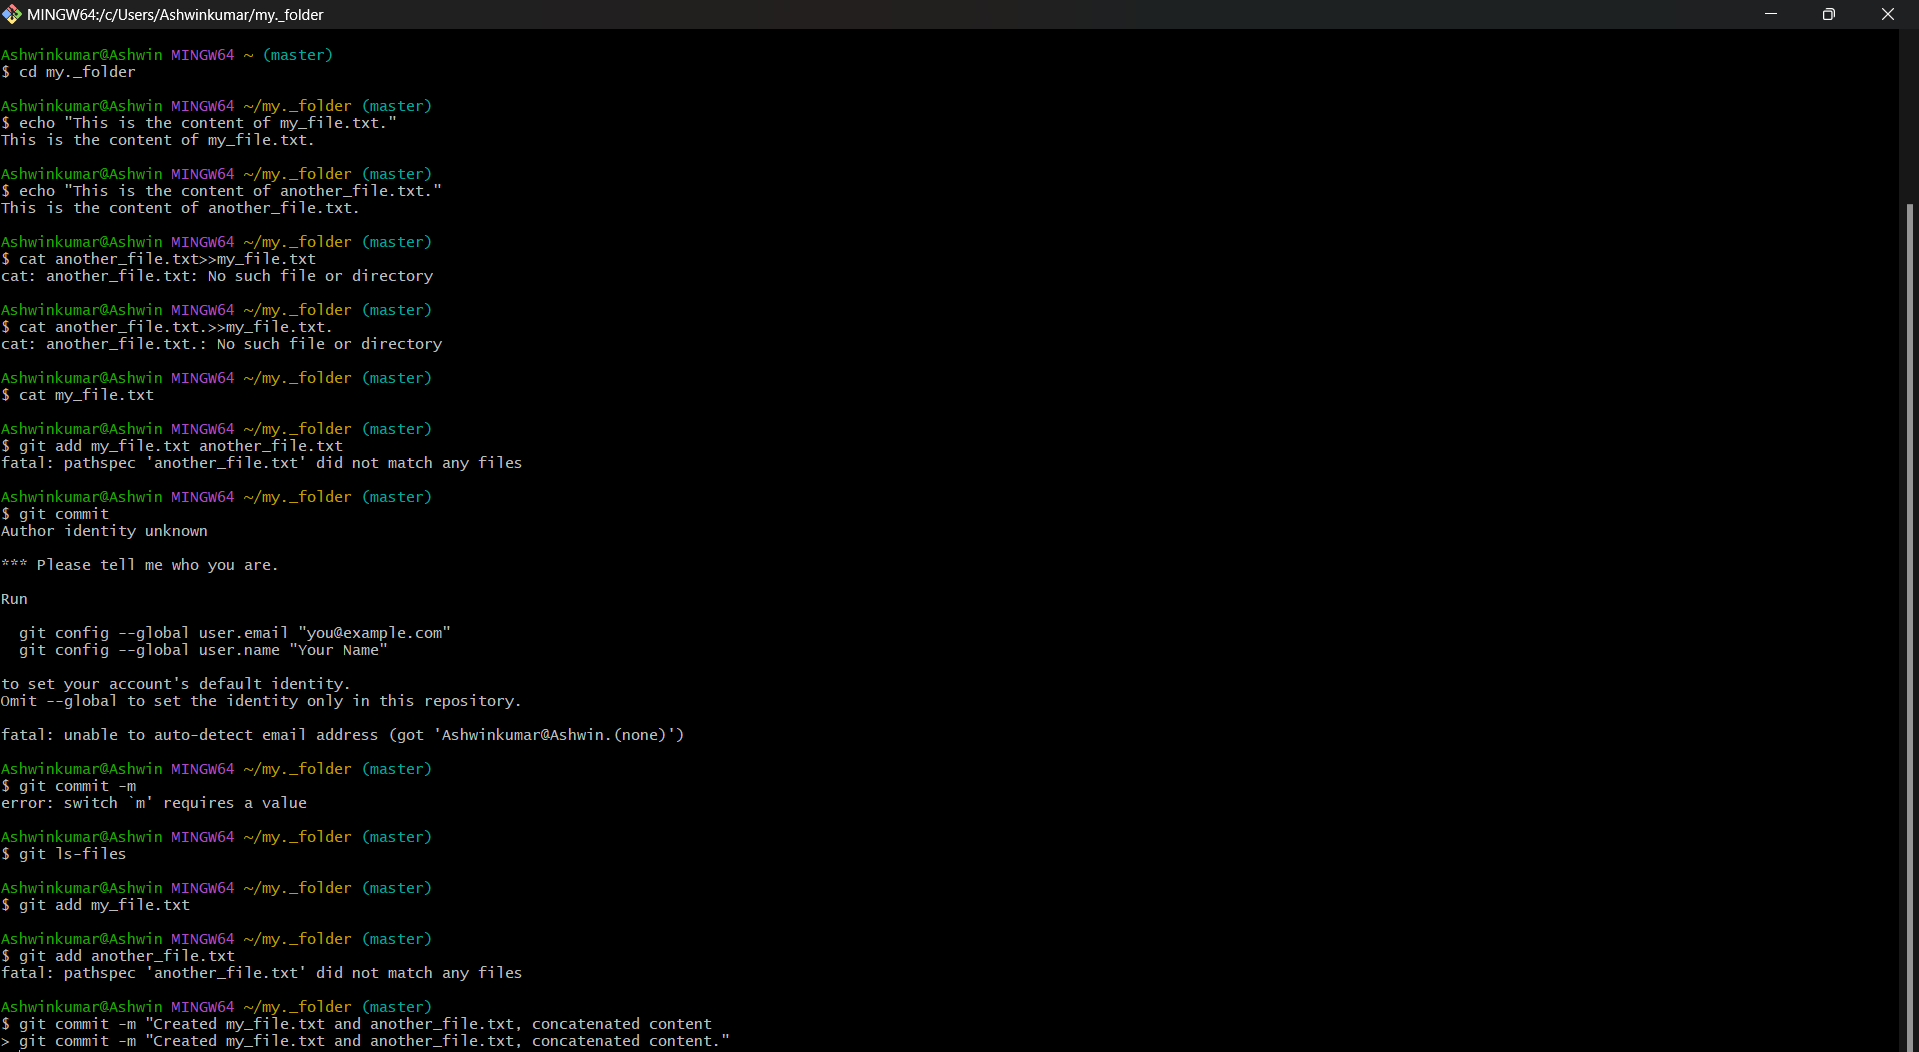 MINGW64:/c/Users/Ashwinkumar/my._folder
Ashwinkumar@Ashwin MINGW64 ~ (master)
$ cd my._folder
Ashwinkumar@Ashwin MINGW64 ~/my._folder (master)
$ echo "This is the content of my_file.txt."
This is the content of my_file.txt.
Ashwinkumar@Ashwin MINGW64 ~/my._folder (master)
$ echo "This is the content of another_file.txt."
This is the content of another_file.txt.
Ashwinkumar@Ashwin MINGW64 ~/my._folder (master)
$ cat another_file.txt>>my_file.txt
cat: another_file.txt: No such file or directory
Ashwinkumar@Ashwin MINGW64 ~/my._folder (master)
$ cat another_file.txt.>>my_file.txt.
cat: another_file.txt.: No such file or directory
Ashwinkumar@Ashwin MINGW64 ~/my._folder (master)
$ cat my_file.txt
Ashwinkumar@Ashwin MINGW64 ~/my._folder (master)
$ git add my_file.txt another_file.txt
fatal: pathspec 'another_file.txt' did not match any files
Ashwinkumar@Ashwin MINGW64 ~/my._folder (master)
$ git commit
Author identity unknown
*** Please tell me who you are.
Run
git config --global user.email "you@example.com"
git config --global user.name "Your Name"
to set your account's default identity.
Omit --global to set the identity only in this repository.
fatal: unable to auto-detect email address (got 'Ashwinkumar@Ashwin.(none)')
Ashwinkumar@Ashwin MINGW64 ~/my._folder (master)
$ git commit -m
error: switch `m' requires a value
Ashwinkumar@Ashwin MINGW64 ~/my._folder (master)
$ git ls-files
Ashwinkumar@Ashwin MINGW64 ~/my._folder (master)
$ git add my_file.txt
Ashwinkumar@Ashwin MINGW64 ~/my._folder (master)
$ git add another_file.txt
fatal: pathspec 'another_file.txt' did not match any files
Ashwinkumar@Ashwin MINGW64 ~/my._folder (master)
$ git commit -m "Created my_file.txt and another_file.txt, concatenated content
> git commit -m "Created my_file.txt and another_file.txt, concatenated content."